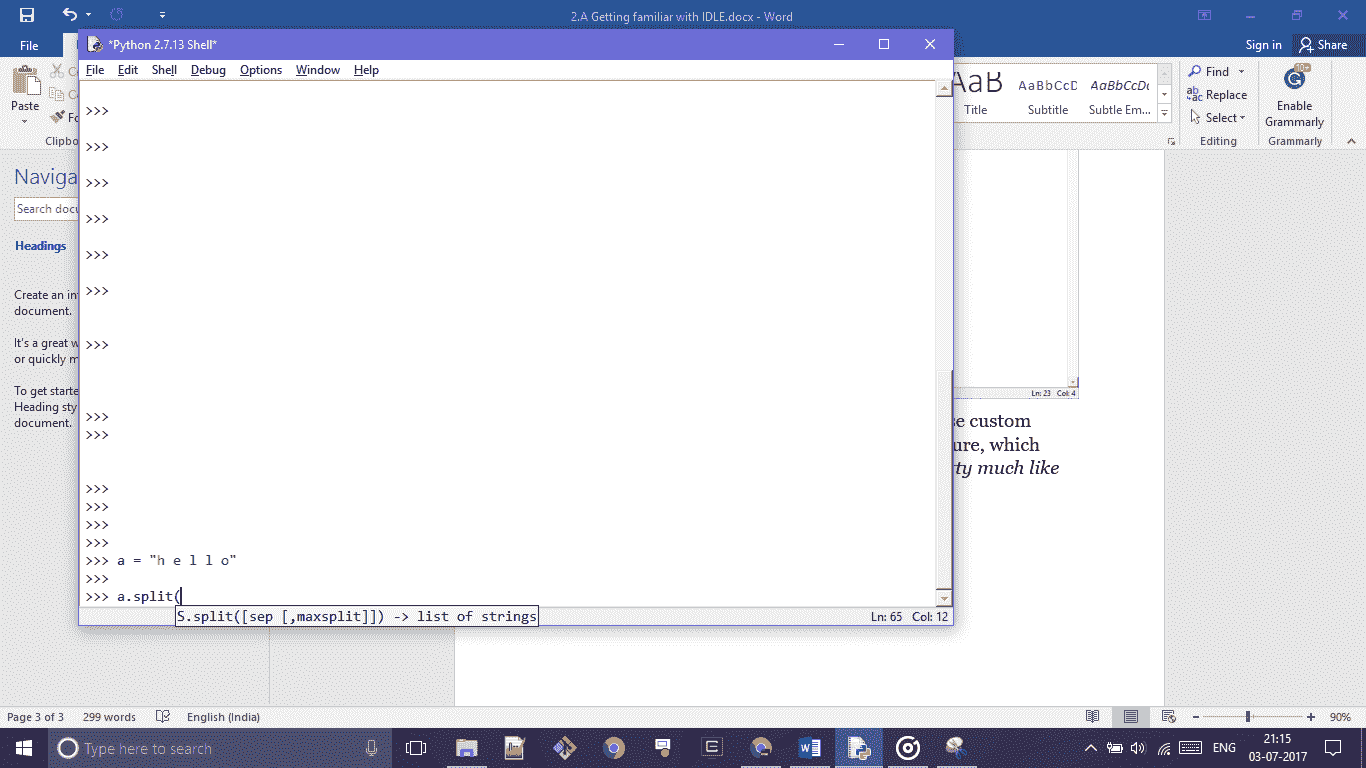 2.A Getting familiar with IDLE.docx - Word
File
Sign in
Share
*Python 2.7.13 Shell*
File Edit Shell Debug Options Window Help
Paste
Clipb
AaB
AaBbCcD
AaBbCcDc
Title
Subtitle
Subtle Em...
Find
Replace
Select
Editing
10+
Enable
Grammarly
Grammarly
Naviga
Search docu
Headings
Create an in
document.
It's a great w
or quickly m
To get starte
Heading sty
document.
>>>
>>>
>>>
>>>
>>>
>>>
>>>
>>>
>>>
>>>
>>>
>>>
>>>
>>> a = "h e l l o"
>>>
>>> a.split(
S.split([sep [,maxsplit]]) -> list of strings
Ln: 65 Col: 12
Ln: 23 Col: 4
e custom
ure, which
ty much like
Page 3 of 3 299 words English (India)
90%
Type here to search
ENG
21:15
03-07-2017